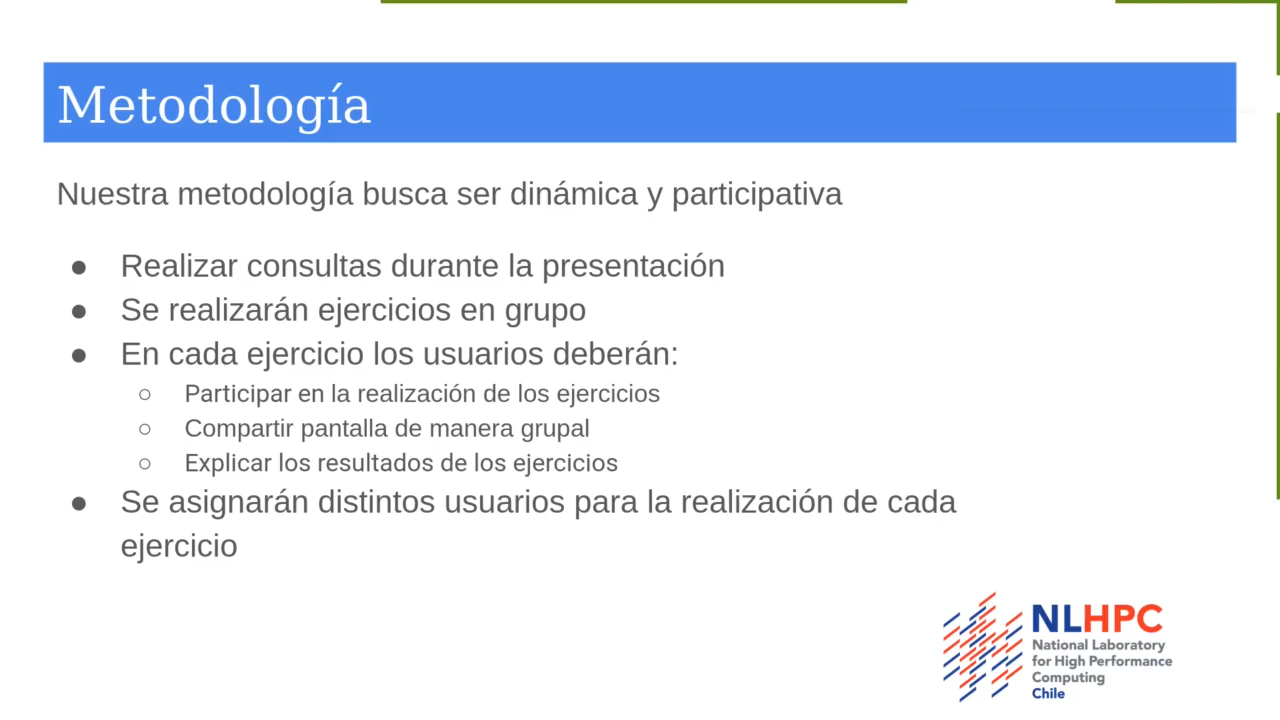 Metodología
Nuestra metodología busca ser dinámica y participativa
● Realizar consultas durante la presentación
● Se realizarán ejercicios en grupo
● En cada ejercicio los usuarios deberán:
○ Participar en la realización de los ejercicios
○ Compartir pantalla de manera grupal
○ Explicar los resultados de los ejercicios
● Se asignarán distintos usuarios para la realización de cada
ejercicio
NLHPC
National Laboratory
for High Performance
Computing
Chile